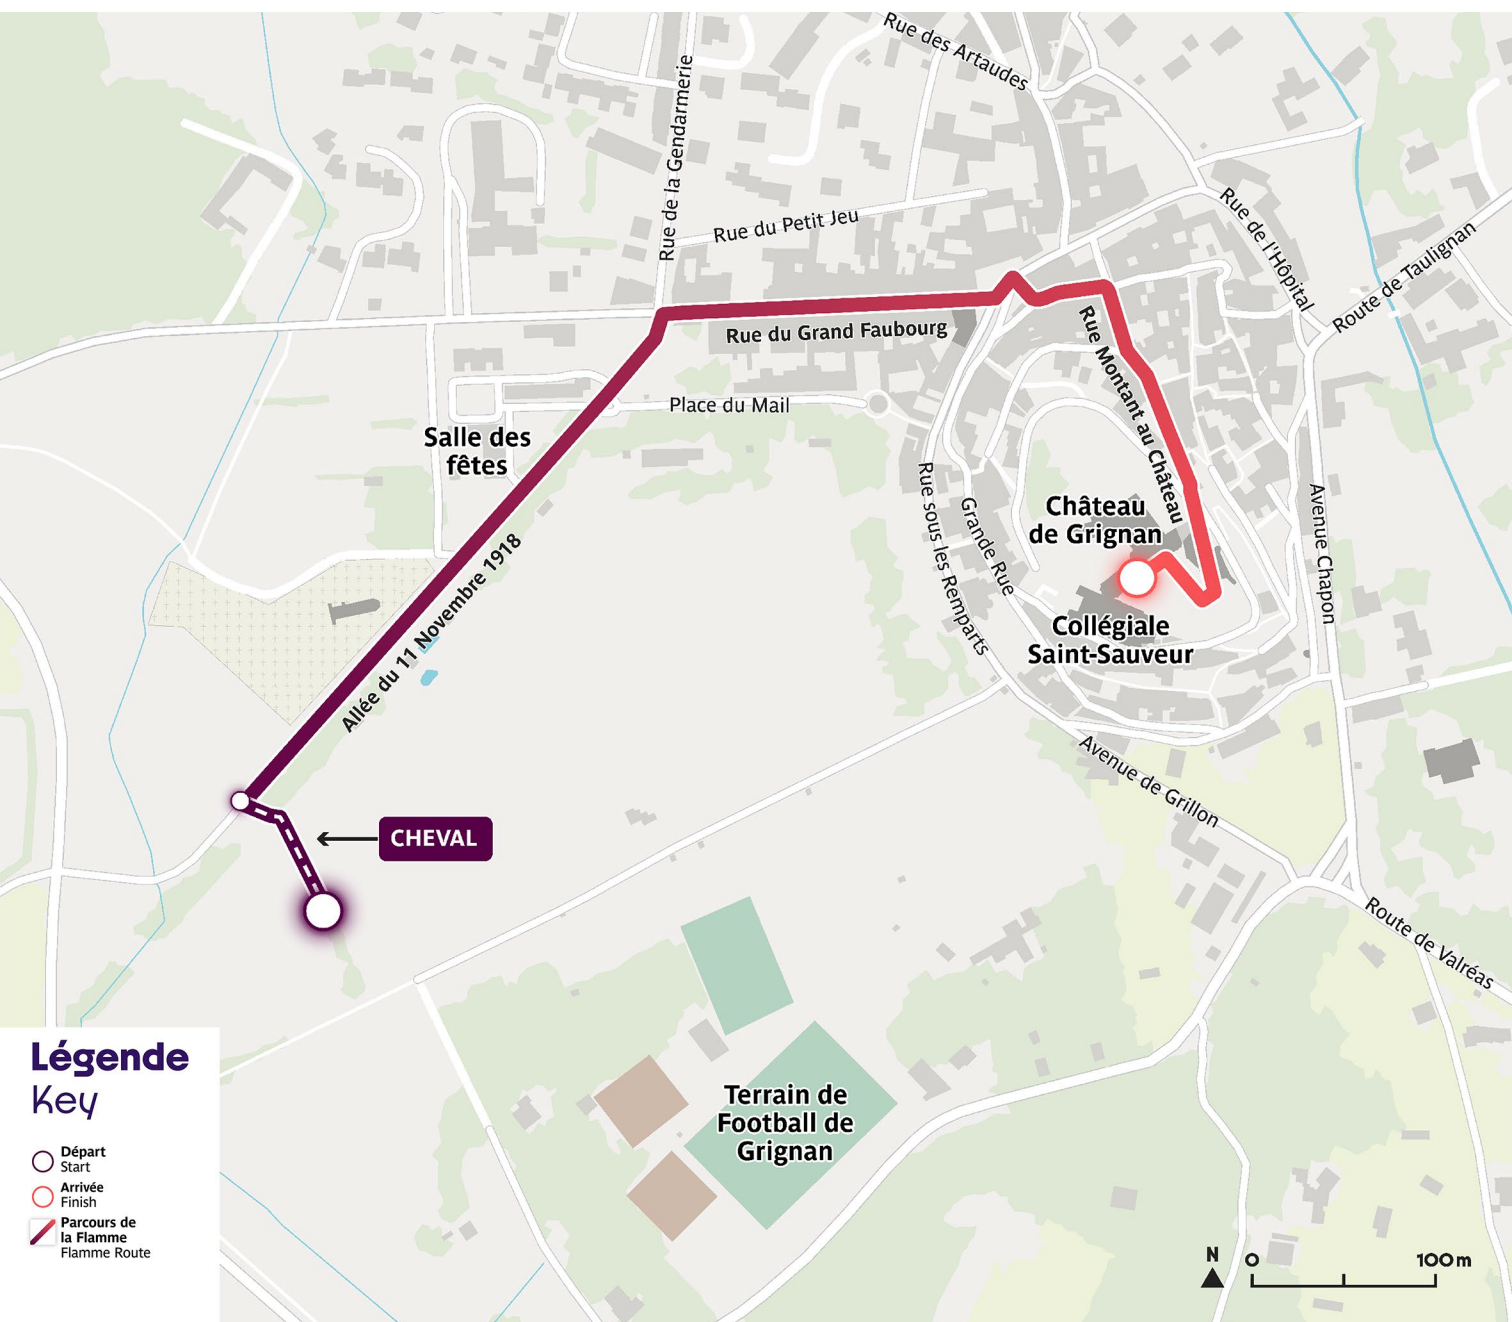 Rue des Artaudes
Rue de la Gendarmerie
Rue du Petit Jeu
Rue de l'Hôpital
Route de Taulignan
Rue du Grand Faubourg
Rue Montant au Château
Place du Mail
Salle des
fêtes
Rue sous les Remparts
Grande Rue
Château
de Grignan
Avenue Chapon
Allée du 11 Novembre 1918
Collégiale
Saint-Sauveur
Avenue de Grillon
CHEVAL
Route de Valréas
Terrain de
Football de
Grignan
Légende
Key
Départ
Start
Arrivée
Finish
Parcours de
la Flamme
Flamme Route
N
0
100m